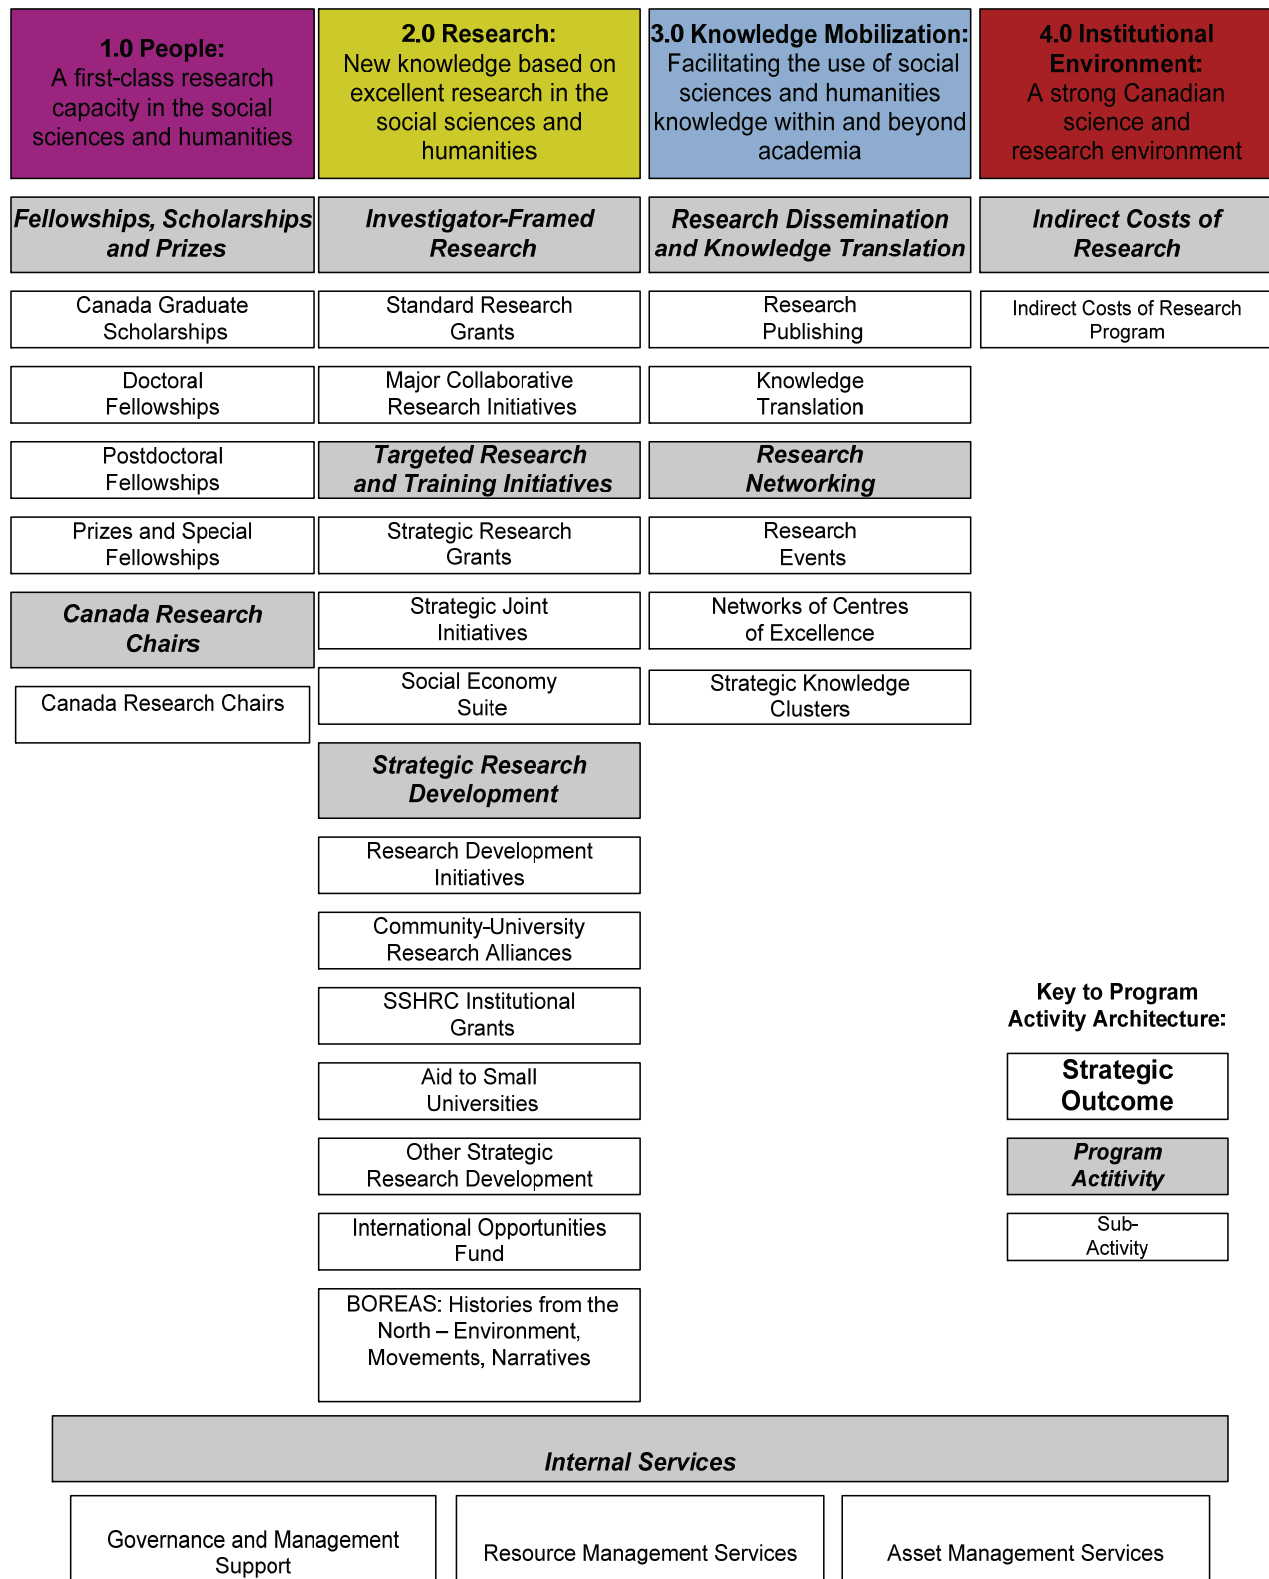 1.0 People:
A first-class research
capacity in the social
sciences and humanities
Fellowships, Scholarships
and Prizes
Canada Graduate
Scholarships
Doctoral
Fellowships
Postdoctoral
Fellowships
Prizes and Special
Fellowships
Canada Research
Chairs
Canada Research Chairs
2.0 Research:
New knowledge based on
excellent research in the
social sciences and
humanities
Investigator-Framed
Research
Standard Research
Grants
Major Collaborative
Research Initiatives
Targeted Research
and Training Initiatives
Strategic Research
Grants
Strategic Joint
Initiatives
Social Economy
Suite
Strategic Research
Development
Research Development
Initiatives
Community-University
Research Alliances
SSHRC Institutional
Grants
Aid to Small
Universities
Other Strategic
Research Development
International Opportunities
Fund
BOREAS: Histories from the
North – Environment,
Movements, Narratives
3.0 Knowledge Mobilization:
Facilitating the use of social
sciences and humanities
knowledge within and beyond
academia
Research Dissemination
and Knowledge Translation
Research
Publishing
Knowledge
Translation
Research
Networking
Research
Events
Networks of Centres
of Excellence
Strategic Knowledge
Clusters
4.0 Institutional
Environment:
A strong Canadian
science and
research environment
Indirect Costs of
Research
Indirect Costs of Research
Program
Key to Program
Activity Architecture:
Strategic
Outcome
Program
Actitivity
Sub-
Activity
Internal Services
Governance and Management
Support
Resource Management Services
Asset Management Services